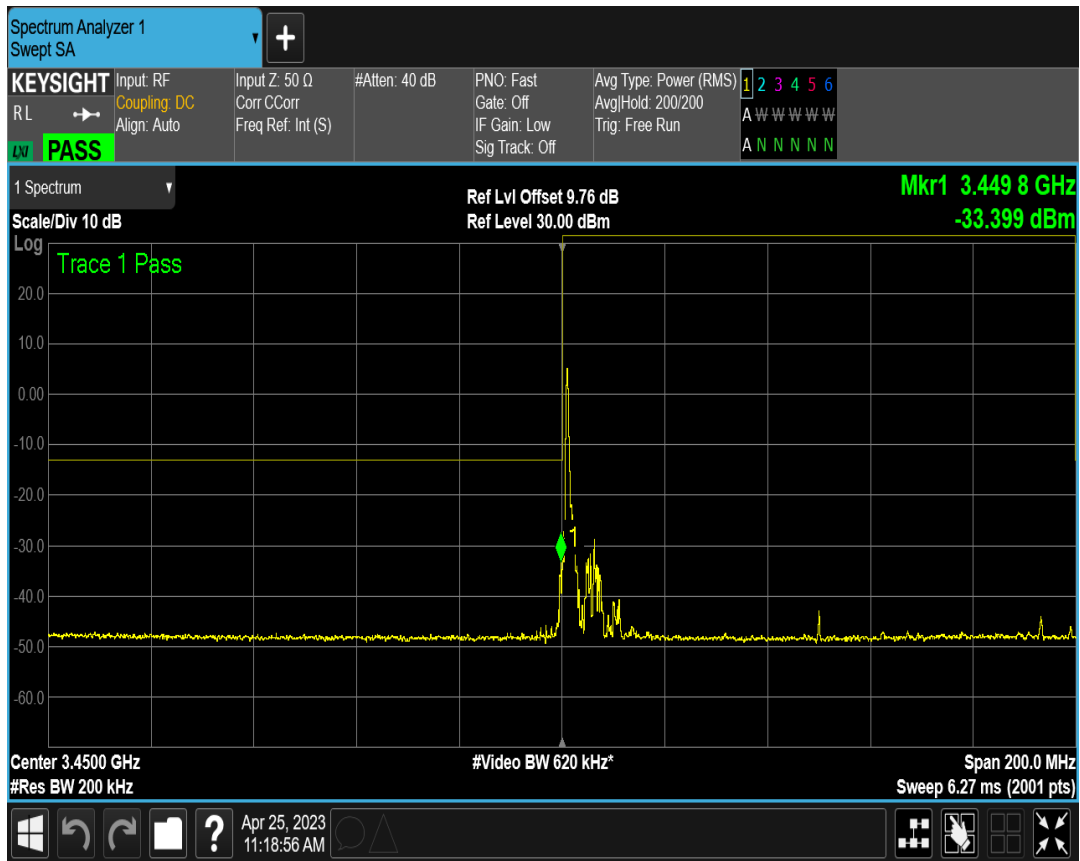 Spectrum Analyzer 1
Swept SA
+
KEYSIGHT
RL
LXI PASS
Input: RF
Coupling: DC
Align: Auto
Input Z: 50 Ω
Corr CCorr
Freq Ref: Int (S)
#Atten: 40 dB
PNO: Fast
Gate: Off
IF Gain: Low
Sig Track: Off
Avg Type: Power (RMS)
Avg|Hold: 200/200
Trig: Free Run
1 2 3 4 5 6
A W W W W W
A N N N N N
1 Spectrum
Scale/Div 10 dB
Ref Lvl Offset 9.76 dB
Ref Level 30.00 dBm
Mkr1 3.449 8 GHz
-33.399 dBm
Log
Trace 1 Pass
20.0
10.0
0.00
-10.0
-20.0
-30.0
-40.0
-50.0
-60.0
Center 3.4500 GHz
#Res BW 200 kHz
#Video BW 620 kHz*
Span 200.0 MHz
Sweep 6.27 ms (2001 pts)
?
Apr 25, 2023
11:18:56 AM